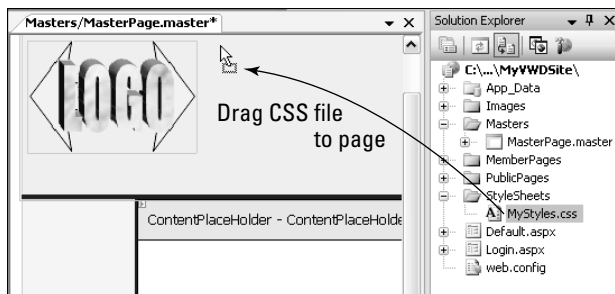 Masters/MasterPage.master*
LOGO
Drag CSS file
to page
ContentPlaceHolder - ContentPlaceHolde
Solution Explorer
C:\...\MyVWDSite\
App_Data
Images
Masters
MasterPage.master
MemberPages
PublicPages
StyleSheets
A
MyStyles.css
Default.aspx
Login.aspx
web.config